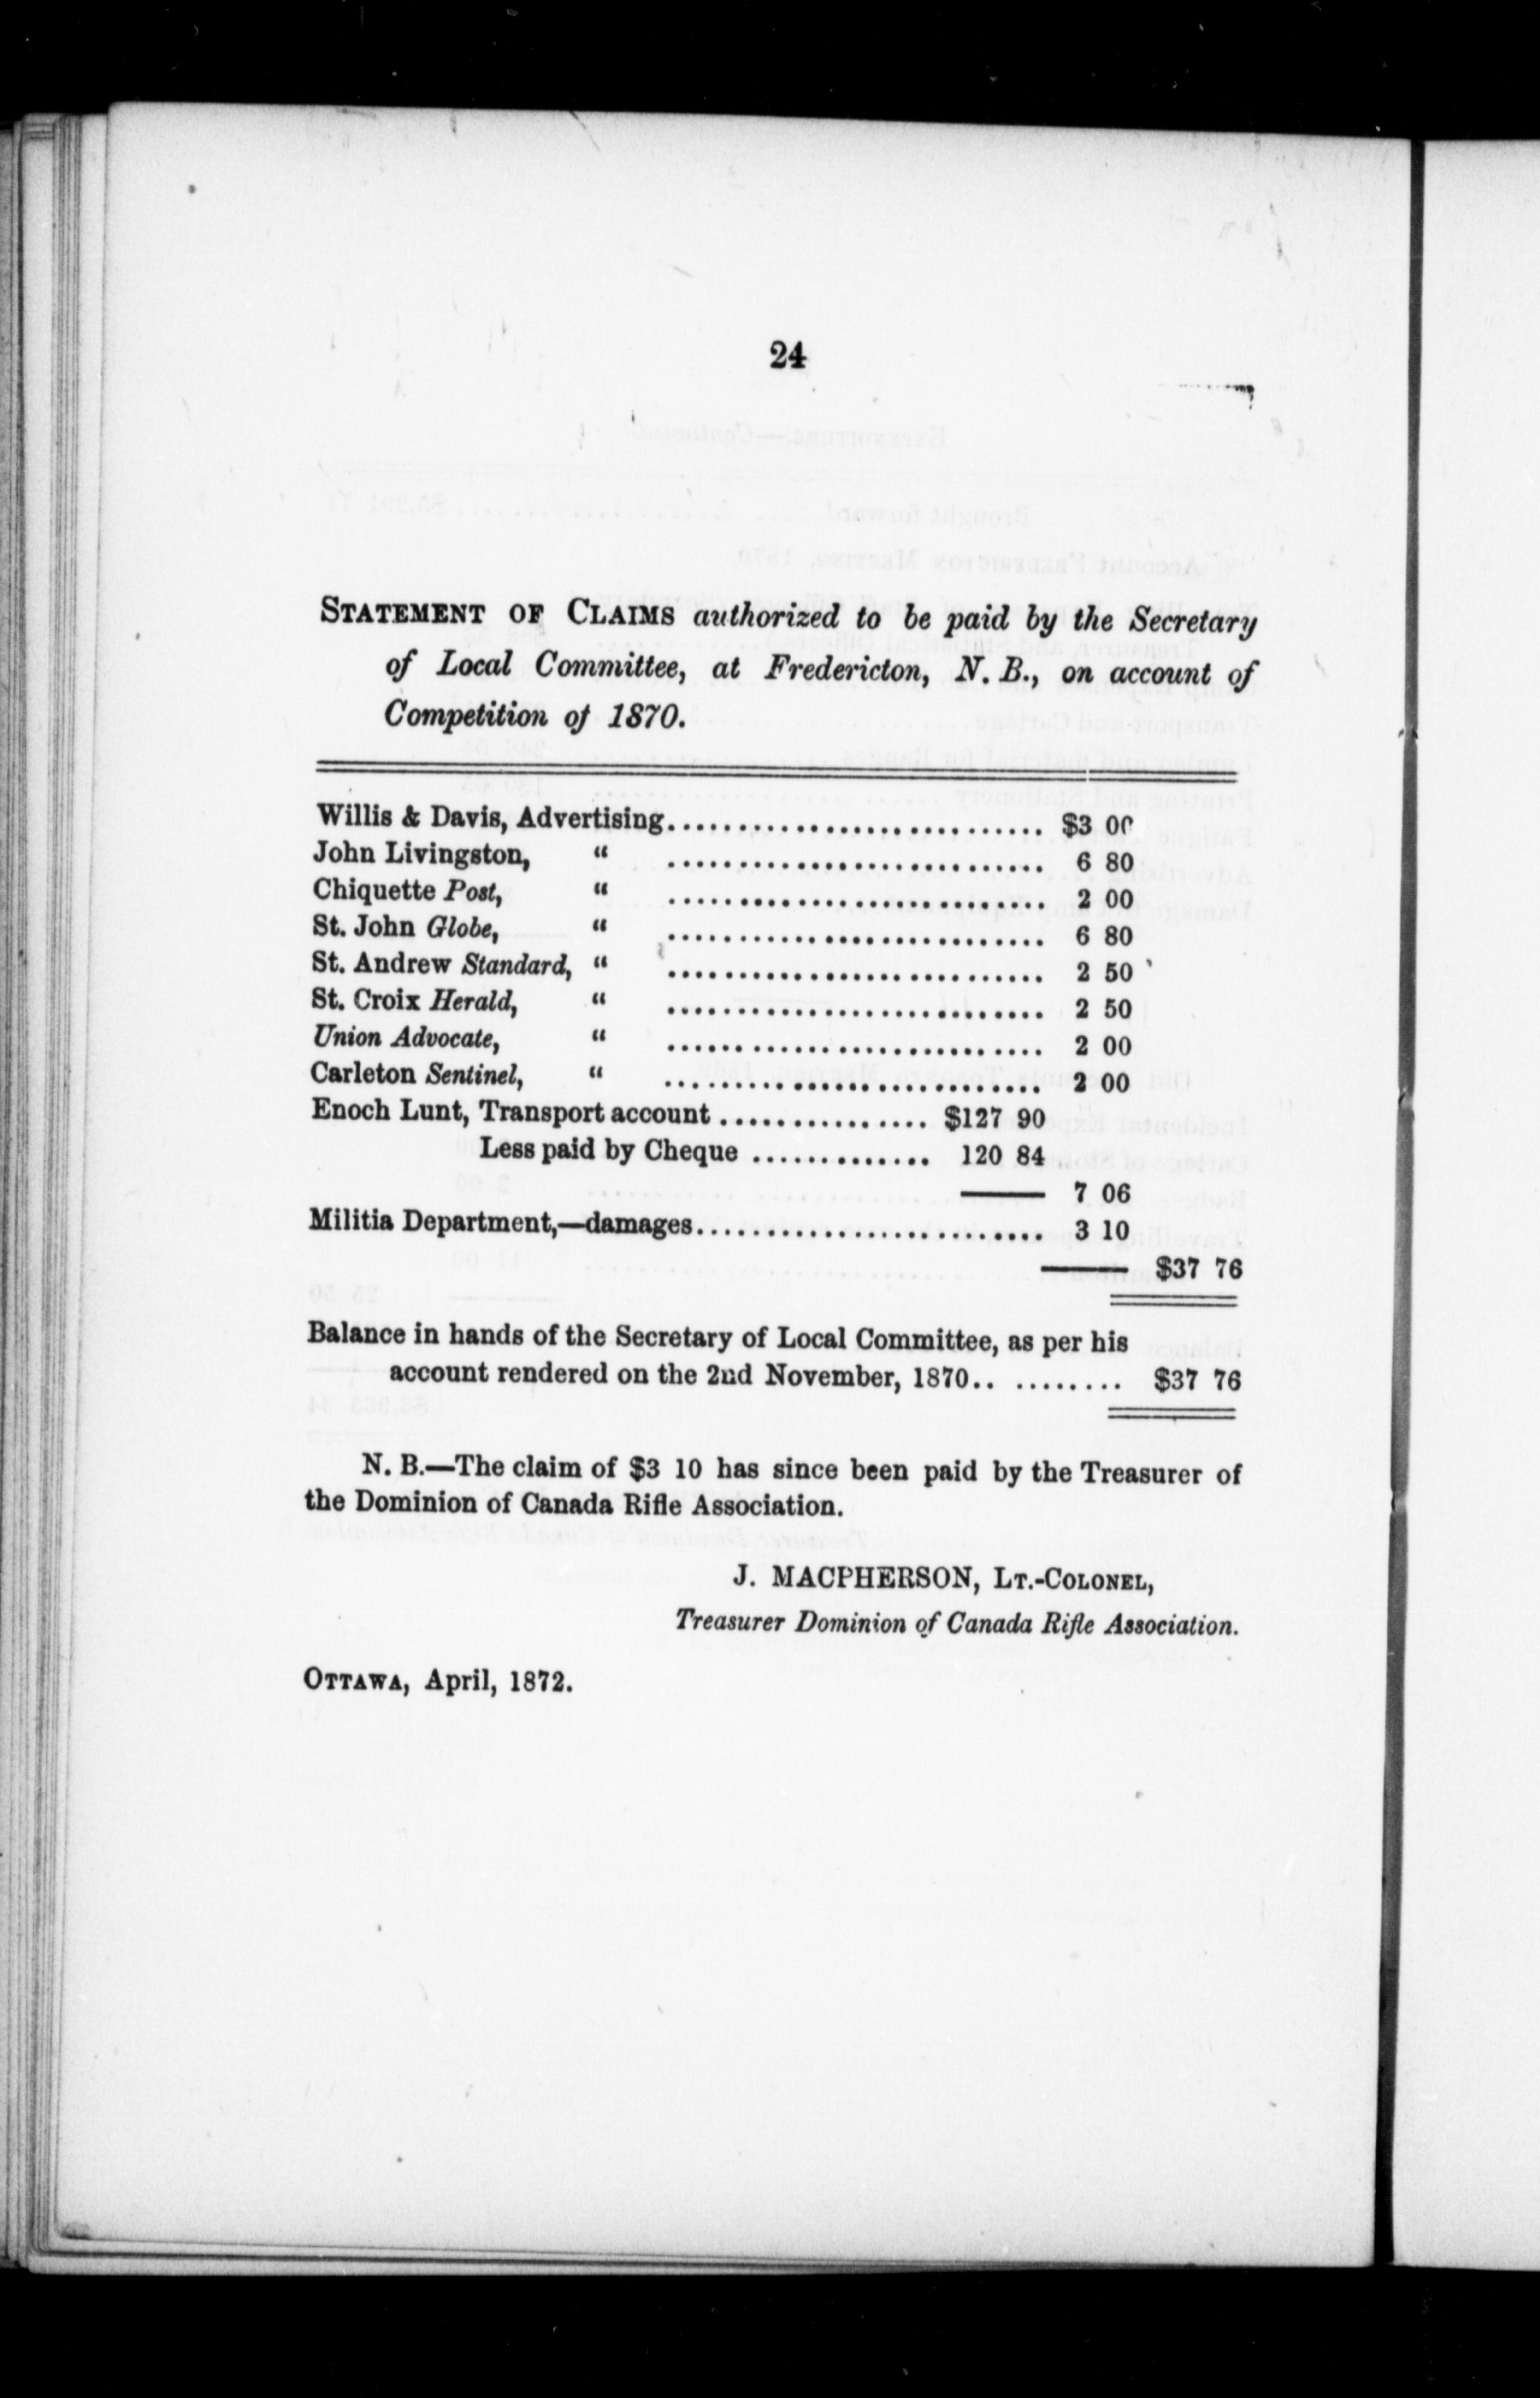 24
STATEMENT OF CLAIMS authorized to be paid by the Secretary
of Local Committee, at Fredericton, N. B., on account of
Competition of 1870.
Willis & Davis, Advertising............................ $3 00
John Livingston, “ ............................ 6 80
Chiquette Post, “ ............................ 2 00
St. John Globe, “ ............................ 6 80
St. Andrew Standard, “ ............................ 2 50
St. Croix Herald, “ ............................ 2 50
Union Advocate, “ ............................ 2 00
Carleton Sentinel, “ ............................ 2 00
Enoch Lunt, Transport account ............... $127 90
Less paid by Cheque ............. 120 84
——— 7 06
Militia Department,—damages.......................... 3 10
——— $37 76
Balance in hands of the Secretary of Local Committee, as per his
account rendered on the 2nd November, 1870.. ......... $37 76
N. B.—The claim of $3 10 has since been paid by the Treasurer of
the Dominion of Canada Rifle Association.
J. MACPHERSON, LT.-COLONEL,
Treasurer Dominion of Canada Rifle Association.
OTTAWA, April, 1872.